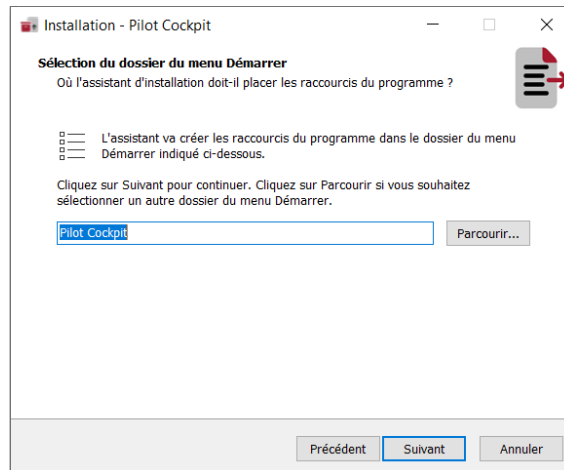 Installation - Pilot Cockpit
Sélection du dossier du menu Démarrer
Où l'assistant d'installation doit-il placer les raccourcis du programme ?
L'assistant va créer les raccourcis du programme dans le dossier du menu
Démarrer indiqué ci-dessous.
Cliquez sur Suivant pour continuer. Cliquez sur Parcourir si vous souhaitez
sélectionner un autre dossier du menu Démarrer.
Pilot Cockpit
Parcourir...
Précédent
Suivant
Annuler